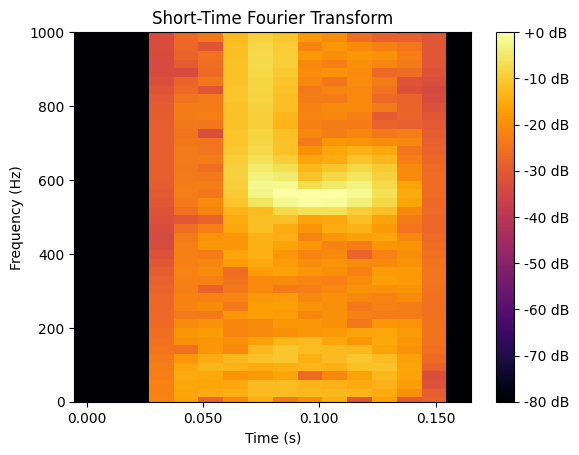 Short-Time Fourier Transform
1000
800
600
400
200
0
Frequency (Hz)
0.000
0.050
0.100
0.150
Time (s)
+0 dB
-10 dB
-20 dB
-30 dB
-40 dB
-50 dB
-60 dB
-70 dB
-80 dB